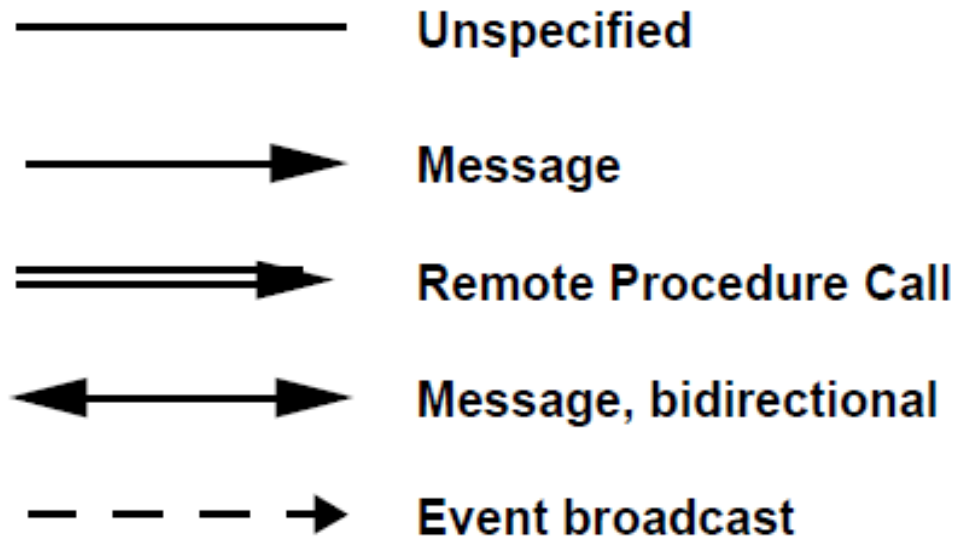 Unspecified
Message
Remote Procedure Call
Message, bidirectional
Event broadcast